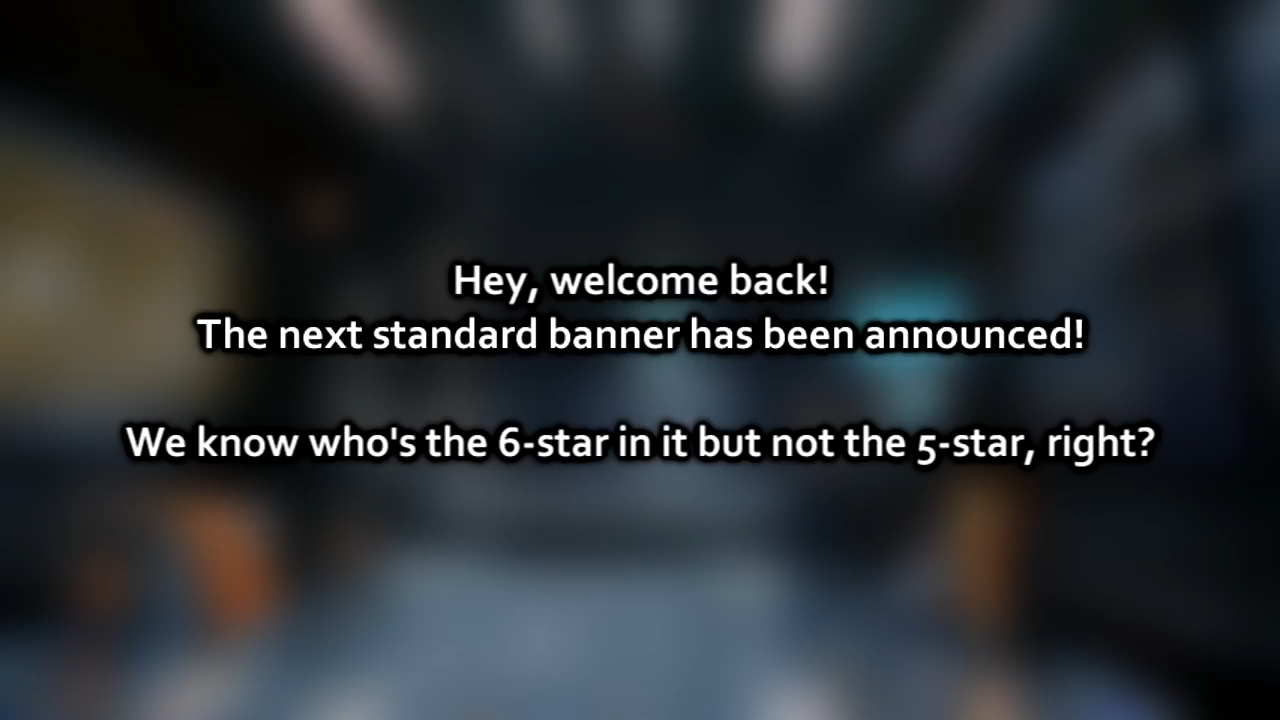 Hey, welcome back!
The next standard banner has been announced!
We know who's the 6-star in it but not the 5-star, right?